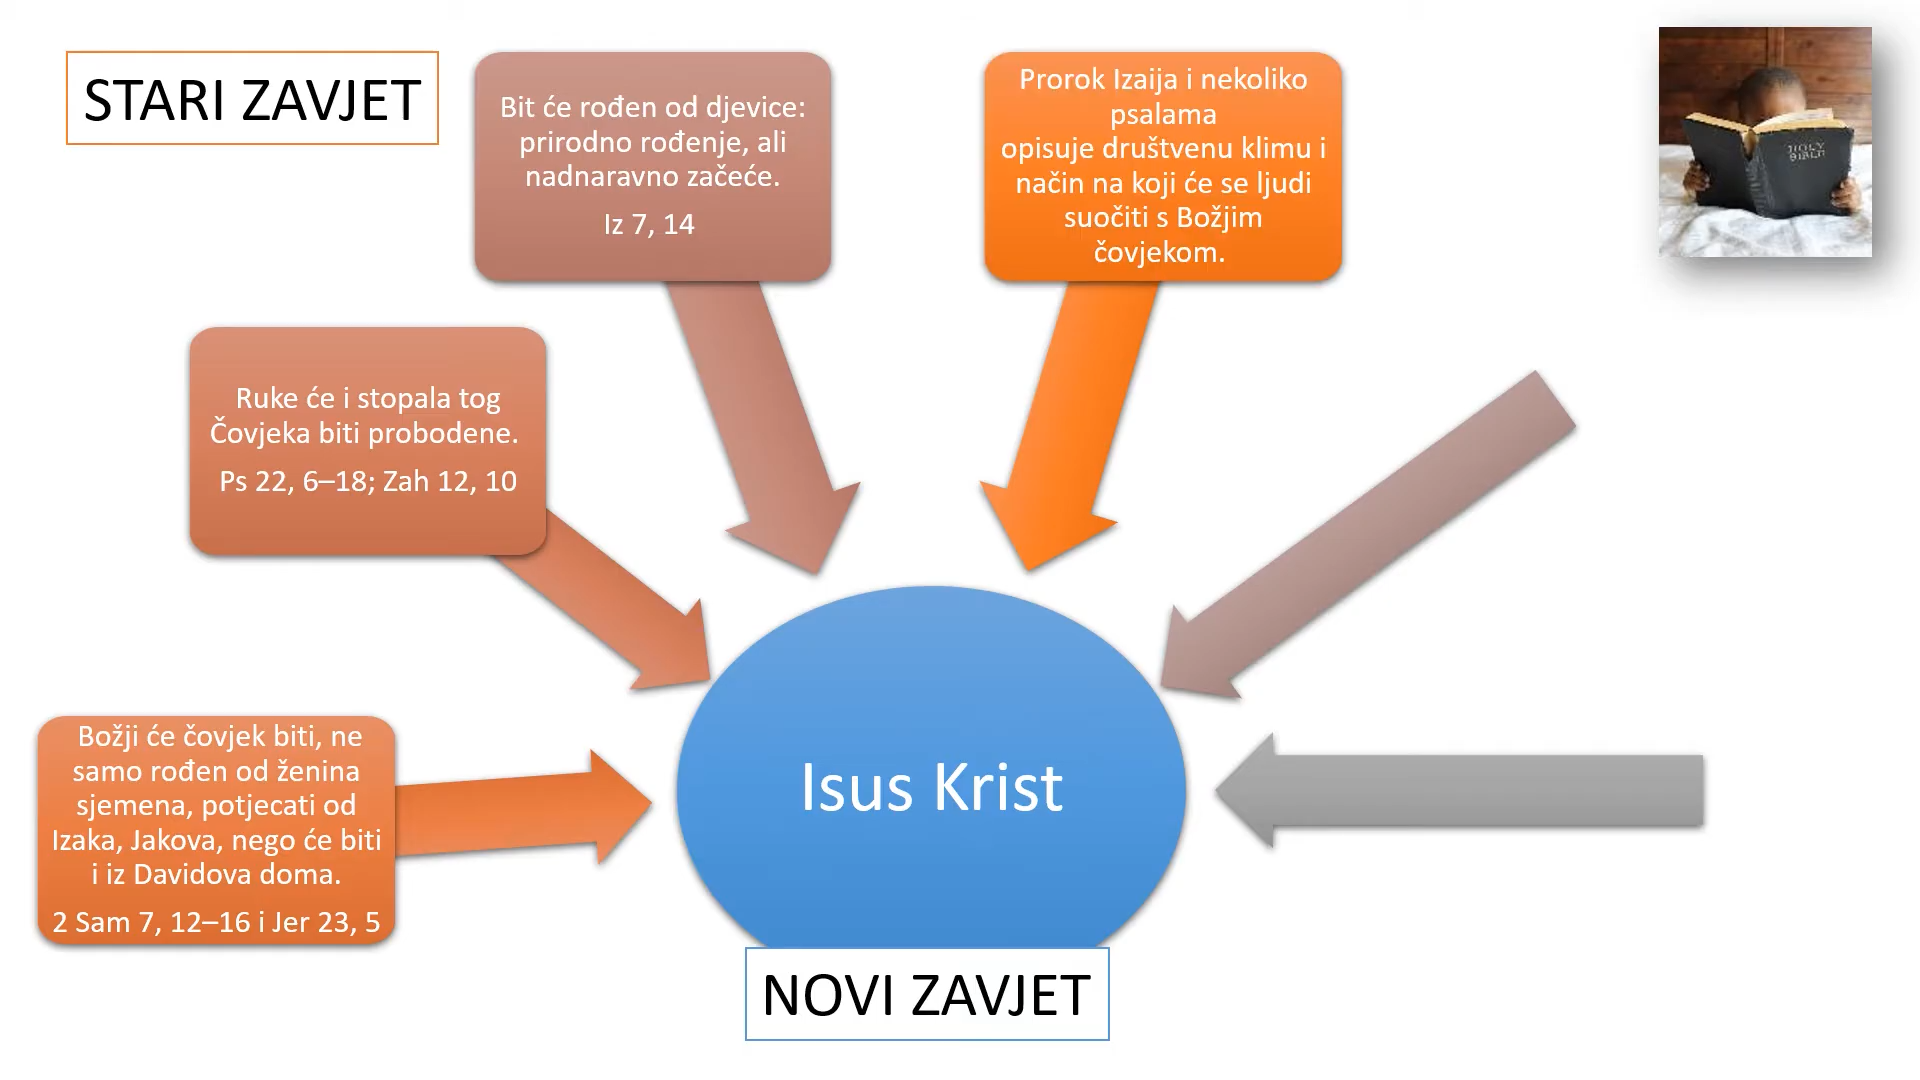 STARI ZAVJET
Bit će rođen od djevice:
prirodno rođenje, ali
nadnaravno začeće.
Iz 7, 14
Prorok Izaija i nekoliko
psalama
opisuje društvenu klimu i
način na koji će se ljudi
suočiti s Božjim
čovjekom.
HOLY
BIBLE
Ruke će i stopala tog
Čovjeka biti probodene.
Ps 22, 6–18; Zah 12, 10
Božji će čovjek biti, ne
samo rođen od ženina
sjemena, potjecati od
Izaka, Jakova, nego će biti
i iz Davidova doma.
2 Sam 7, 12–16 i Jer 23, 5
Isus Krist
NOVI ZAVJET